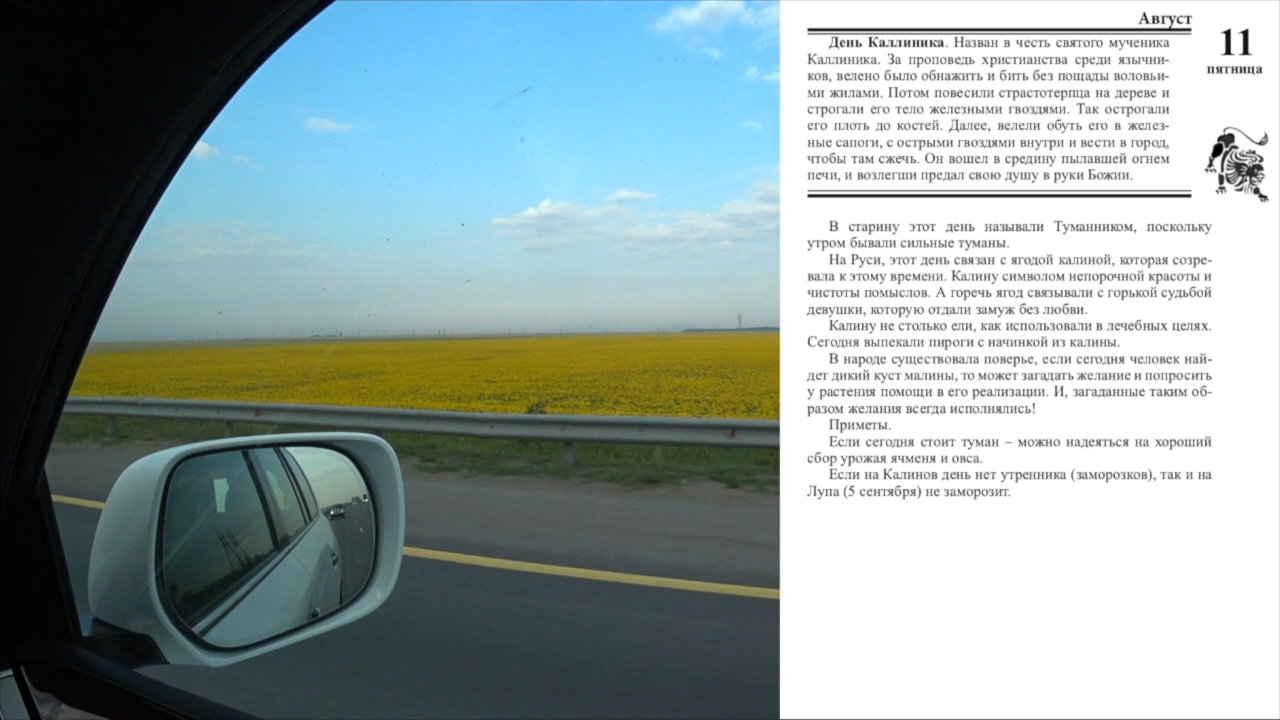 Август
11
пятница
День Каллиника. Назван в честь святого мученика
Каллиника. За проповедь христианства среди язычни-
ков, велено было обнажить и бить без пощады воловьи-
ми жилами. Потом повесили страстотерпца на дереве и
строгали его тело железными гвоздями. Так острогали
его плоть до костей. Далее, велели обуть его в желез-
ные сапоги, с острыми гвоздями внутри и вести в город,
чтобы там сжечь. Он вошел в средину пылавшей огнем
печи, и возлегши предал свою душу в руки Божии.
В старину этот день называли Туманником, поскольку
утром бывали сильные туманы.
На Руси, этот день связан с ягодой калиной, которая созре-
вала к этому времени. Калину символом непорочной красоты и
чистоты помыслов. А горечь ягод связывали с горькой судьбой
девушки, которую отдали замуж без любви.
Калину не столько ели, как использовали в лечебных целях.
Сегодня выпекали пироги с начинкой из калины.
В народе существовала поверье, если сегодня человек най-
дет дикий куст малины, то может загадать желание и попросить
у растения помощи в его реализации. И, загаданные таким об-
разом желания всегда исполнялись!
Приметы.
Если сегодня стоит туман – можно надеяться на хороший
сбор урожая ячменя и овса.
Если на Калинов день нет утренника (заморозков), так и на
Лупа (5 сентября) не заморозит.